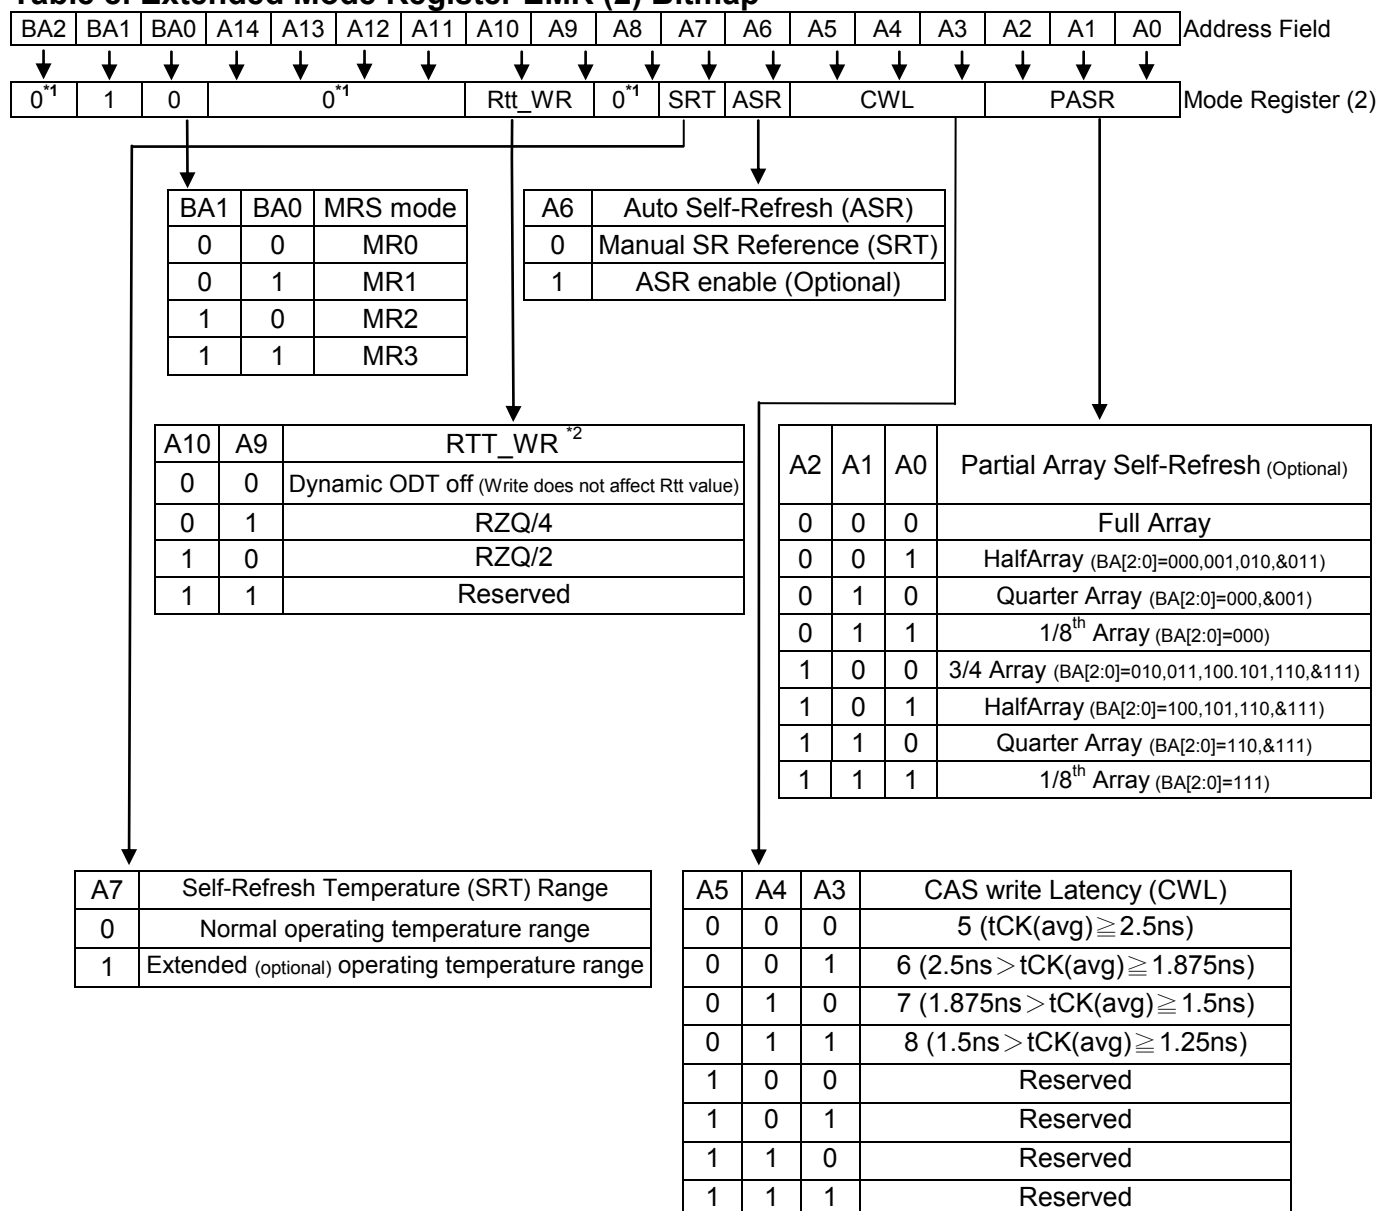 Table 8. Extended Mode Register EMR (2) Bitmap
BA2 BA1 BA0 A14 A13 A12 A11 A10 A9 A8 A7 A6 A5 A4 A3 A2 A1 A0 Address Field
0*1 1 0 0*1 Rtt_WR 0*1 SRT ASR CWL PASR Mode Register (2)
BA1 BA0 MRS mode
0 0 MR0
0 1 MR1
1 0 MR2
1 1 MR3
A6 Auto Self-Refresh (ASR)
0 Manual SR Reference (SRT)
1 ASR enable (Optional)
A10 A9 RTT_WR *2
0 0 Dynamic ODT off (Write does not affect Rtt value)
0 1 RZQ/4
1 0 RZQ/2
1 1 Reserved
A2 A1 A0 Partial Array Self-Refresh (Optional)
0 0 0 Full Array
0 0 1 HalfArray (BA[2:0]=000,001,010,&011)
0 1 0 Quarter Array (BA[2:0]=000,&001)
0 1 1 1/8th Array (BA[2:0]=000)
1 0 0 3/4 Array (BA[2:0]=010,011,100.101,110,&111)
1 0 1 HalfArray (BA[2:0]=100,101,110,&111)
1 1 0 Quarter Array (BA[2:0]=110,&111)
1 1 1 1/8th Array (BA[2:0]=111)
A7 Self-Refresh Temperature (SRT) Range
0 Normal operating temperature range
1 Extended (optional) operating temperature range
A5 A4 A3 CAS write Latency (CWL)
0 0 0 5 (tCK(avg)≧2.5ns)
0 0 1 6 (2.5ns>tCK(avg)≧1.875ns)
0 1 0 7 (1.875ns>tCK(avg)≧1.5ns)
0 1 1 8 (1.5ns>tCK(avg)≧1.25ns)
1 0 0 Reserved
1 0 1 Reserved
1 1 0 Reserved
1 1 1 Reserved